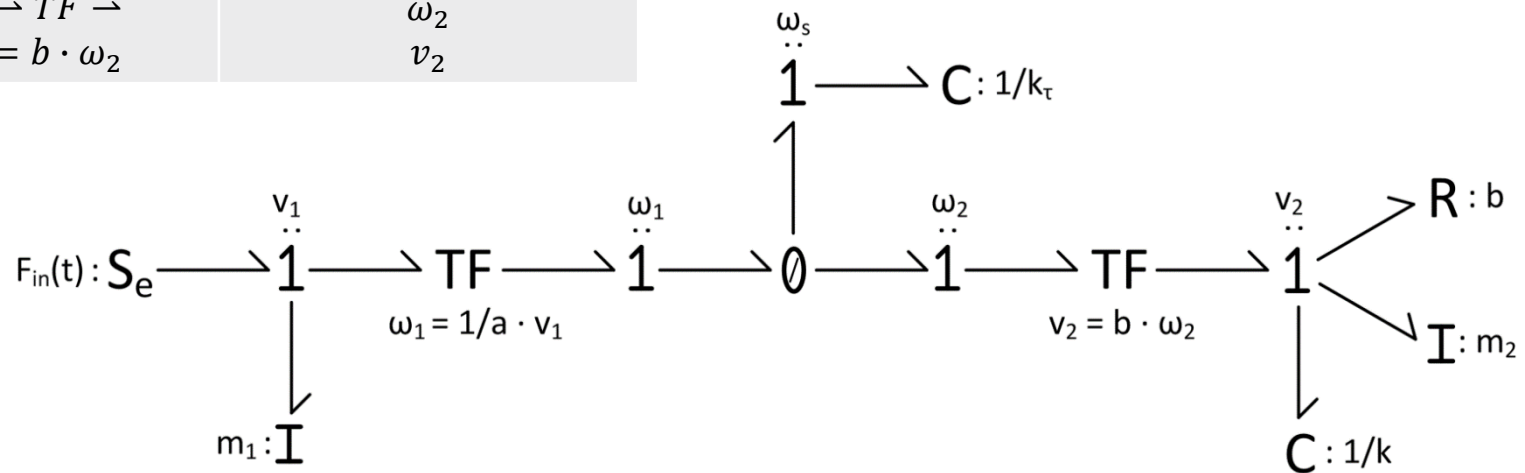 ⇀ TF ⇀ ω₂
= b · ω₂ v₂
ωₛ
1 C: 1/kτ
v₁ ω₁ ω₂ v₂
R : b
Fᵢₙ(t) : Sₑ 1 TF 1 0 1 TF 1
ω₁ = 1/a · v₁ v₂ = b · ω₂
I: m₂
m₁ : I C : 1/k